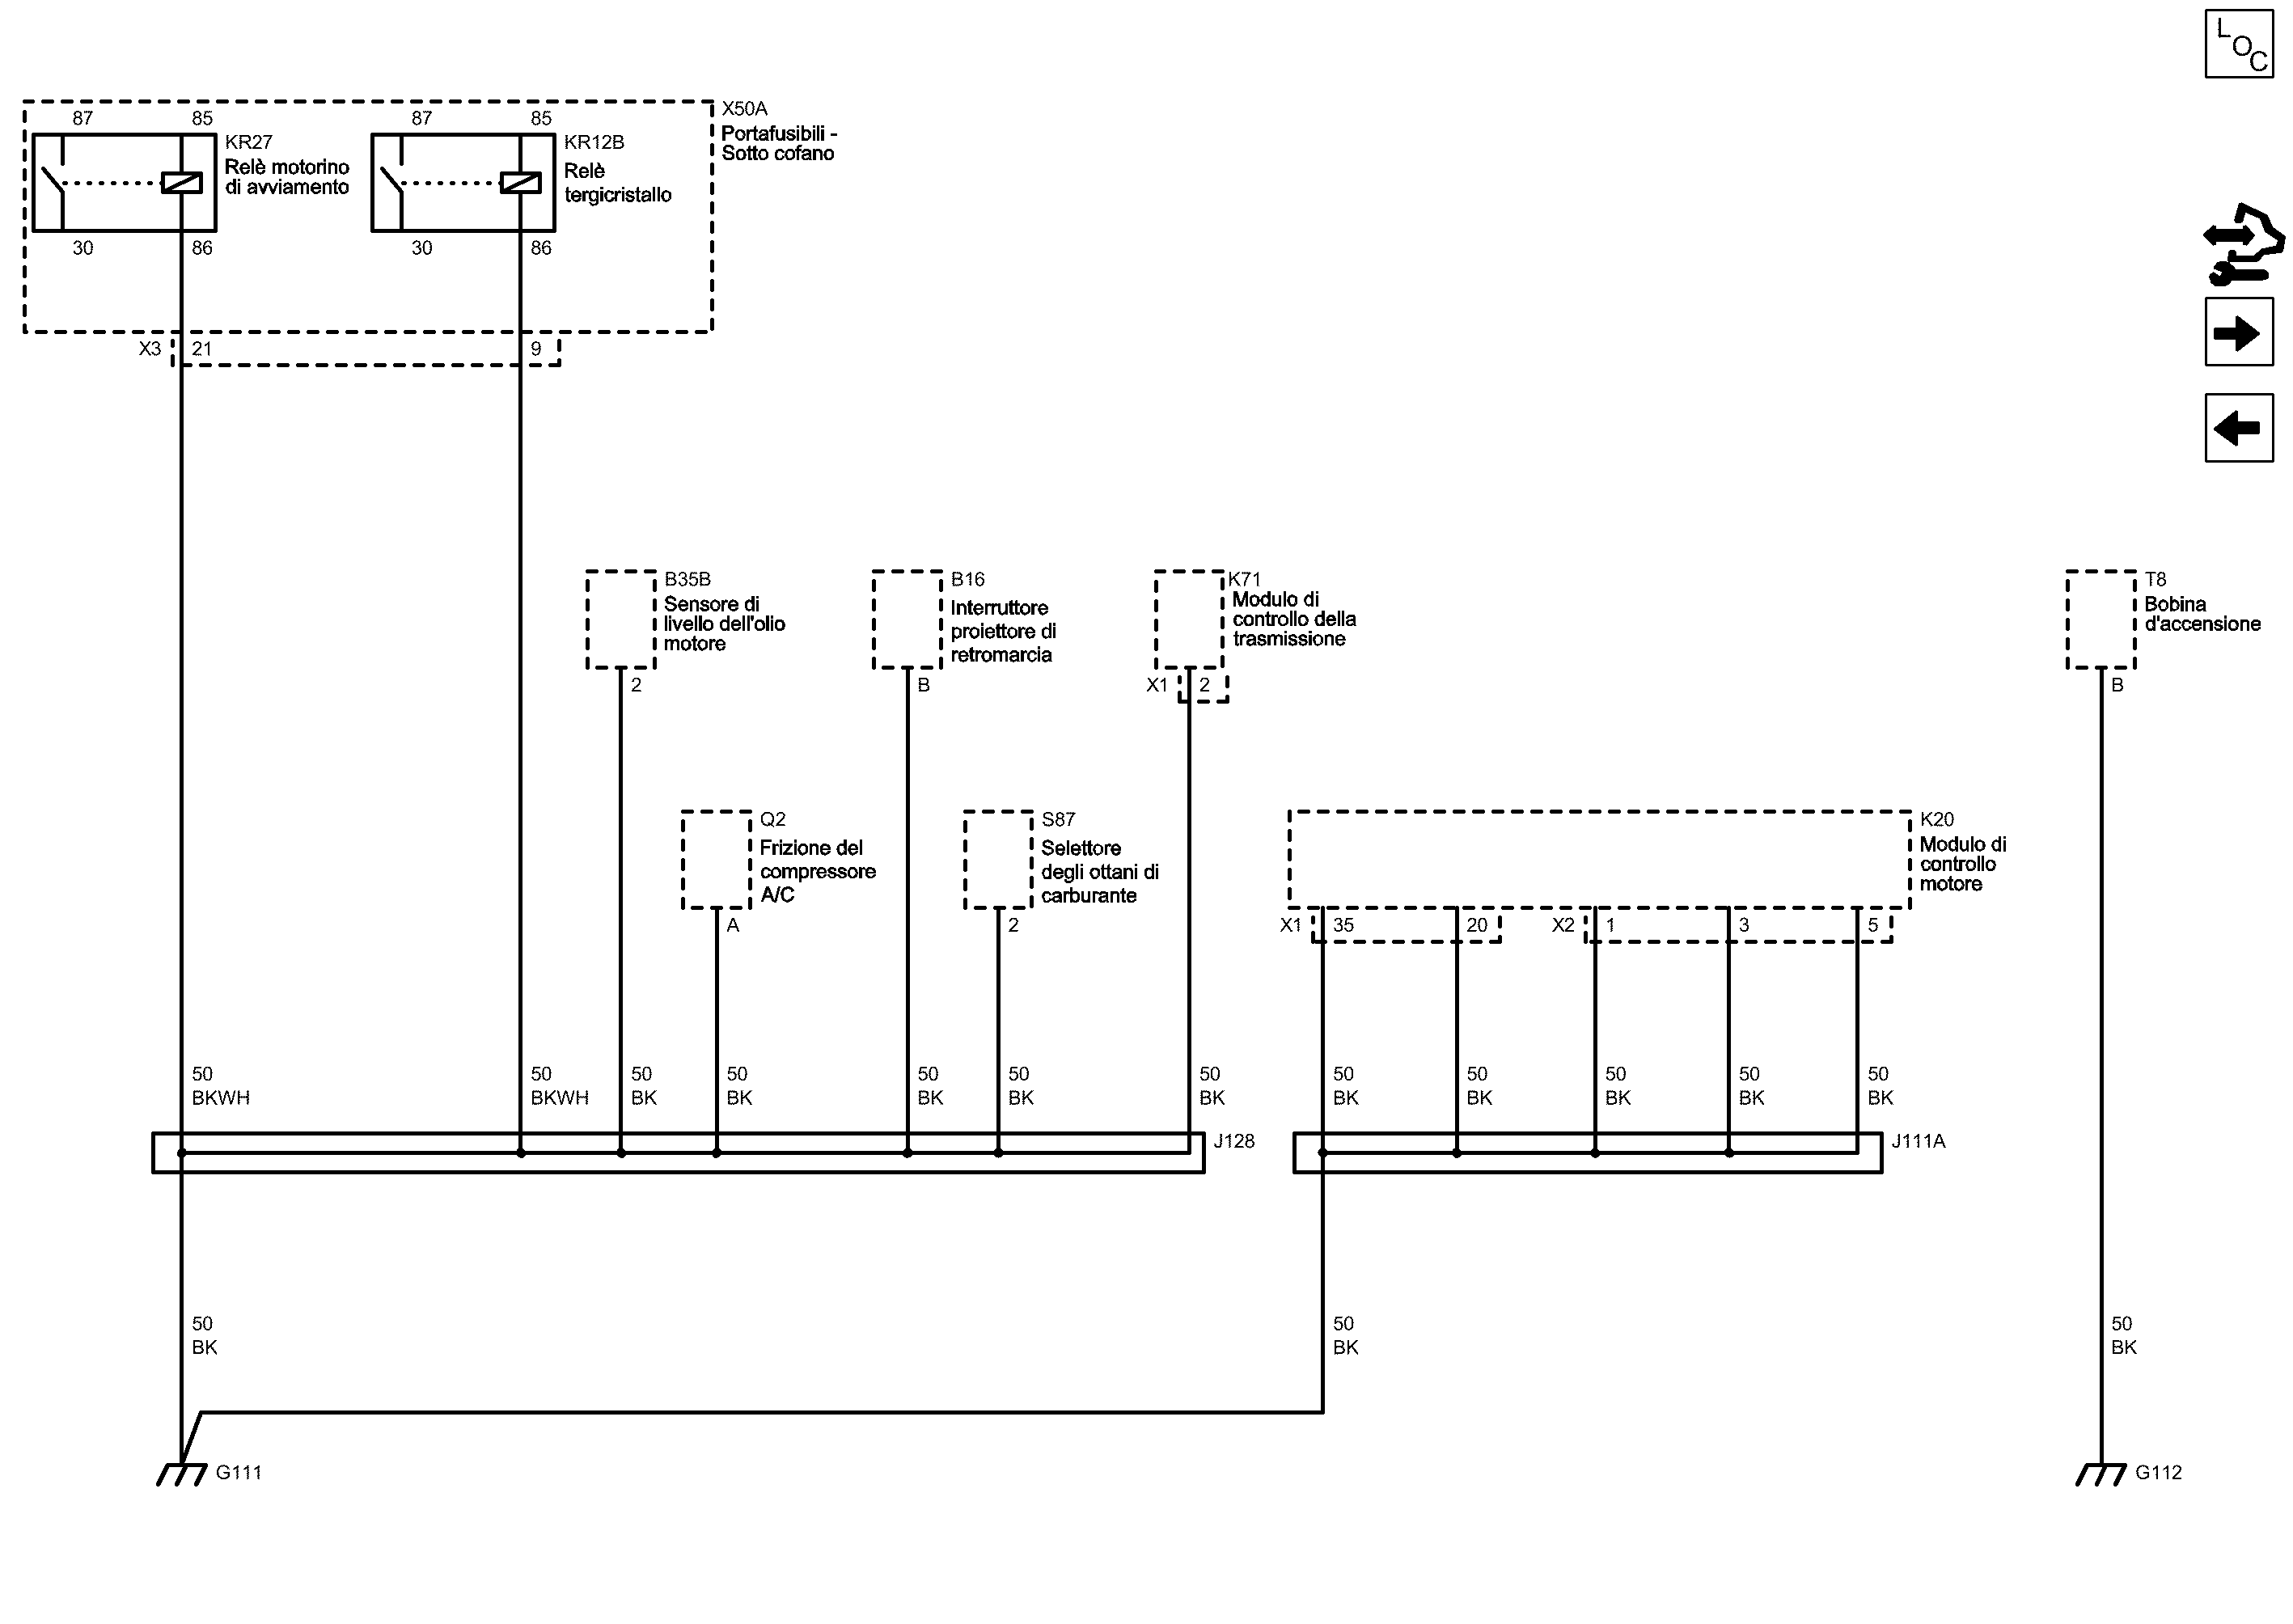 LOC
X50A
Portafusibili -
Sotto cofano
87
85
KR27
Relè motorino
di avviamento
30
86
87
85
KR12B
Relè
tergicristallo
30
86
X3
21
9
B35B
Sensore di
livello dell'olio
motore
2
B16
Interruttore
proiettore di
retromarcia
B
K71
Modulo di
controllo della
trasmissione
X1
2
T8
Bobina
d'accensione
B
Q2
Frizione del
compressore
A/C
A
S87
Selettore
degli ottani di
carburante
2
K20
Modulo di
controllo
motore
X1
35
20
X2
1
3
5
50
BKWH
50
BKWH
50
BK
50
BK
50
BK
50
BK
50
BK
50
BK
50
BK
50
BK
50
BK
50
BK
J128
J111A
50
BK
50
BK
50
BK
G111
G112